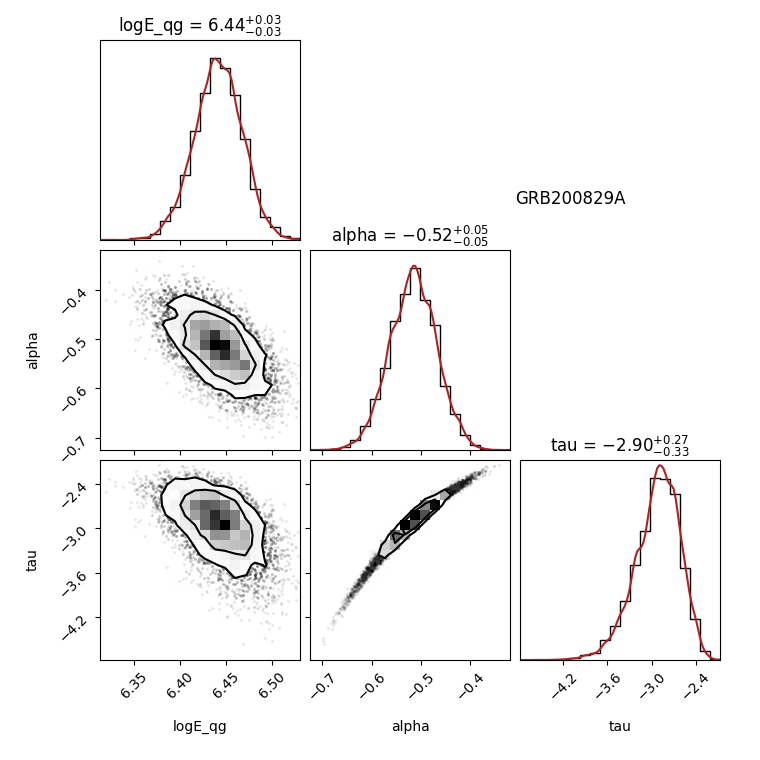 logE_qg = 6.44+0.03−0.03
GRB200829A
alpha = −0.52+0.05−0.05
−0.4
−0.5
−0.6
−0.7
alpha
tau = −2.90+0.27−0.33
−2.4
−3.0
−3.6
−4.2
tau
6.35 6.40 6.45 6.50
−0.7 −0.6 −0.5 −0.4
−4.2 −3.6 −3.0 −2.4
logE_qg alpha tau